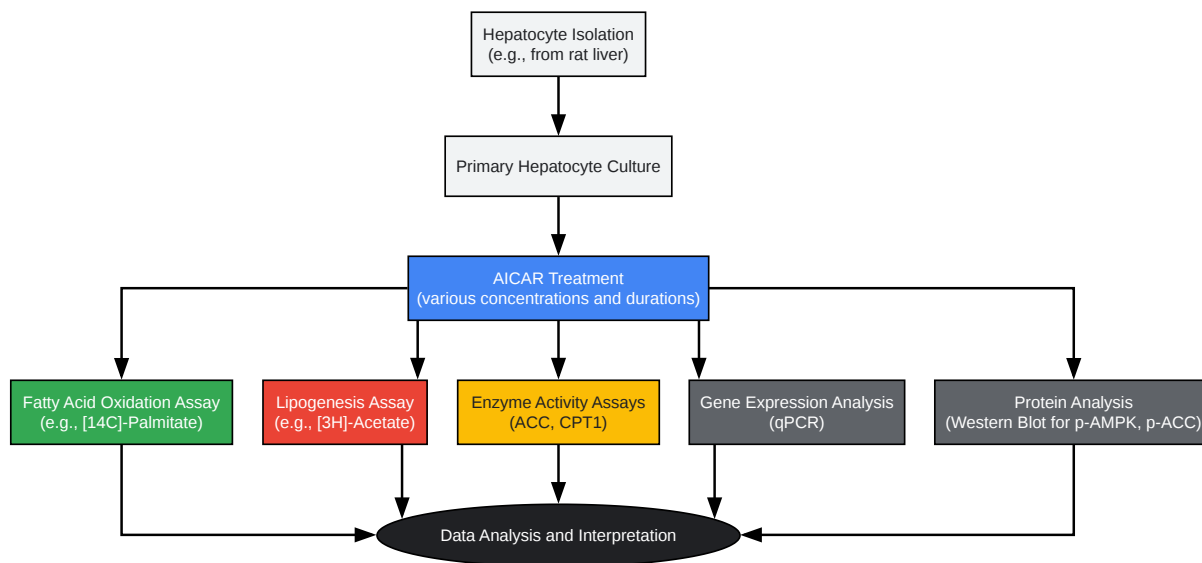 Hepatocyte Isolation
(e.g., from rat liver)
Primary Hepatocyte Culture
AICAR Treatment
(various concentrations and durations)
Fatty Acid Oxidation Assay
(e.g., [14C]-Palmitate)
Lipogenesis Assay
(e.g., [3H]-Acetate)
Enzyme Activity Assays
(ACC, CPT1)
Gene Expression Analysis
(qPCR)
Protein Analysis
(Western Blot for p-AMPK, p-ACC)
Data Analysis and Interpretation